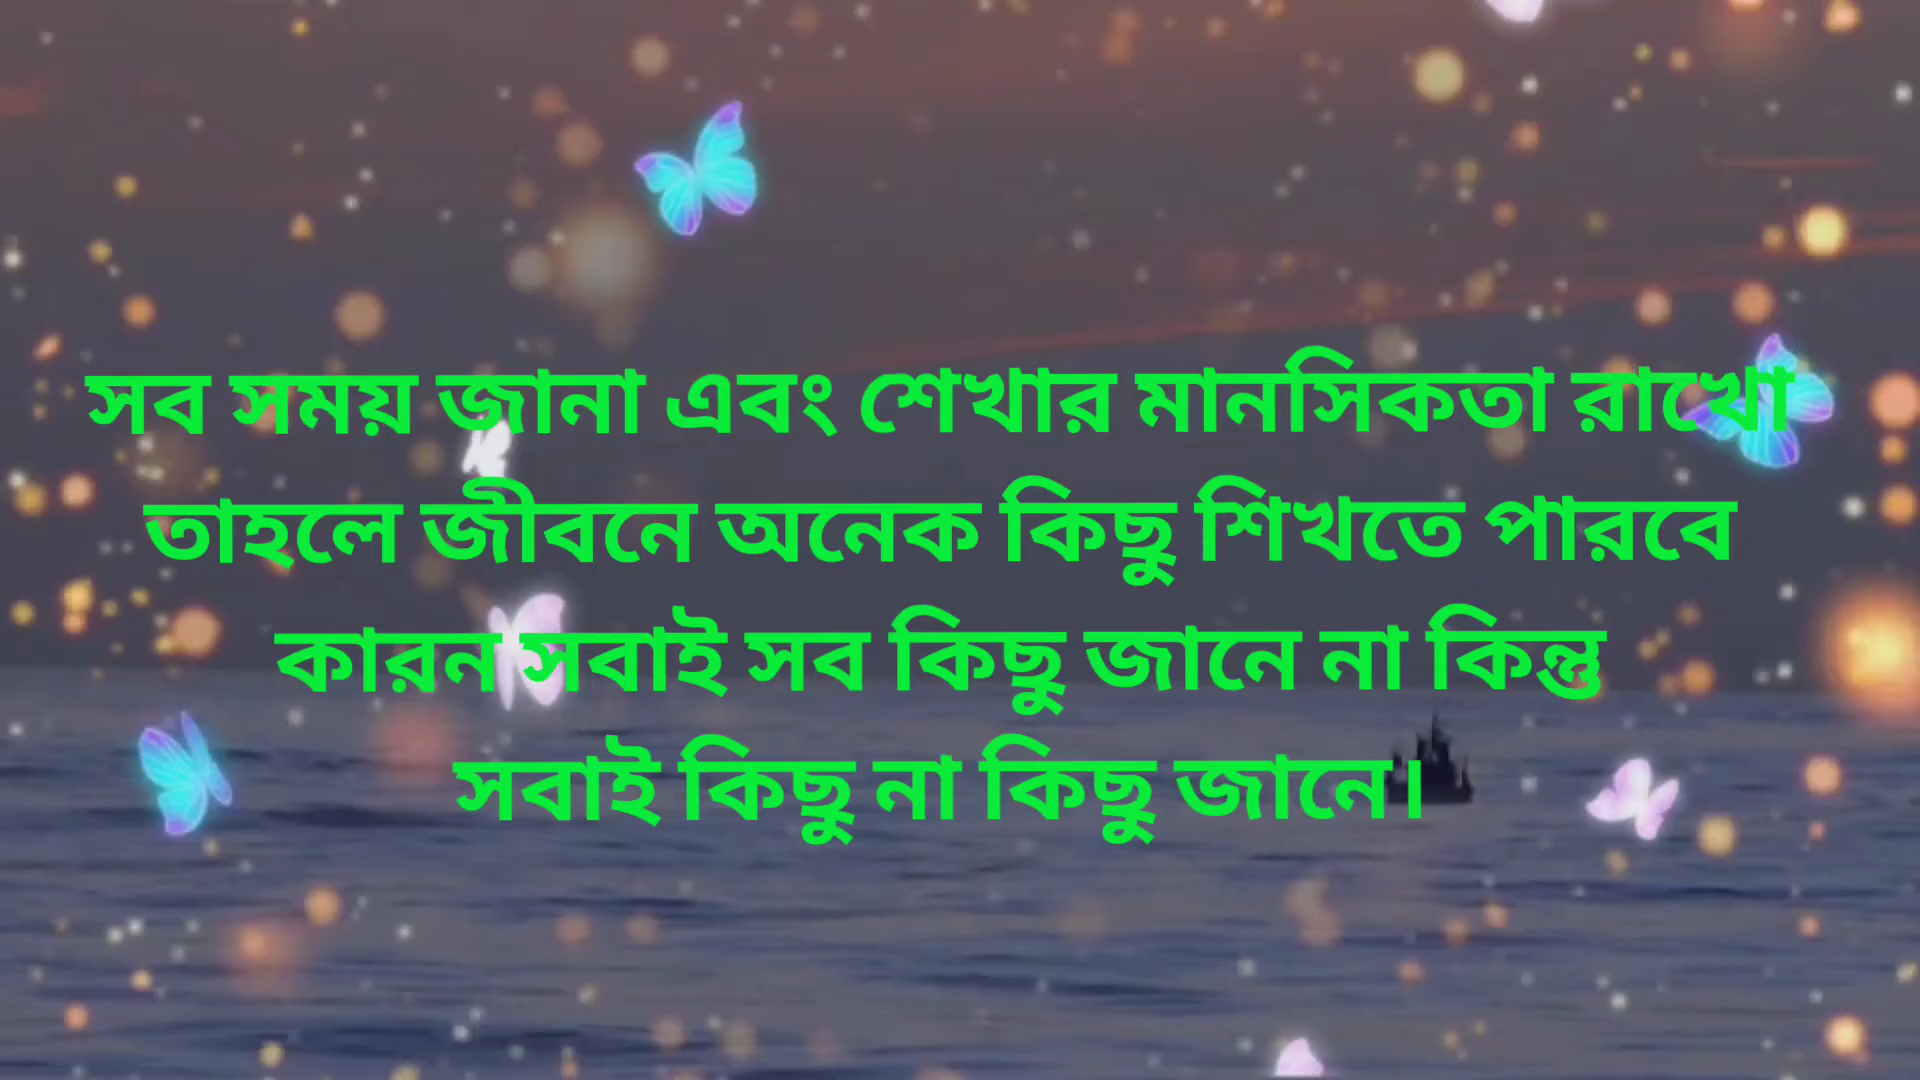 সব সময় জানা এবং শেখার মানসিকতা রাখো
তাহলে জীবনে অনেক কিছু শিখতে পারবে
কারন সবাই সব কিছু জানে না কিন্তু
সবাই কিছু না কিছু জানে।